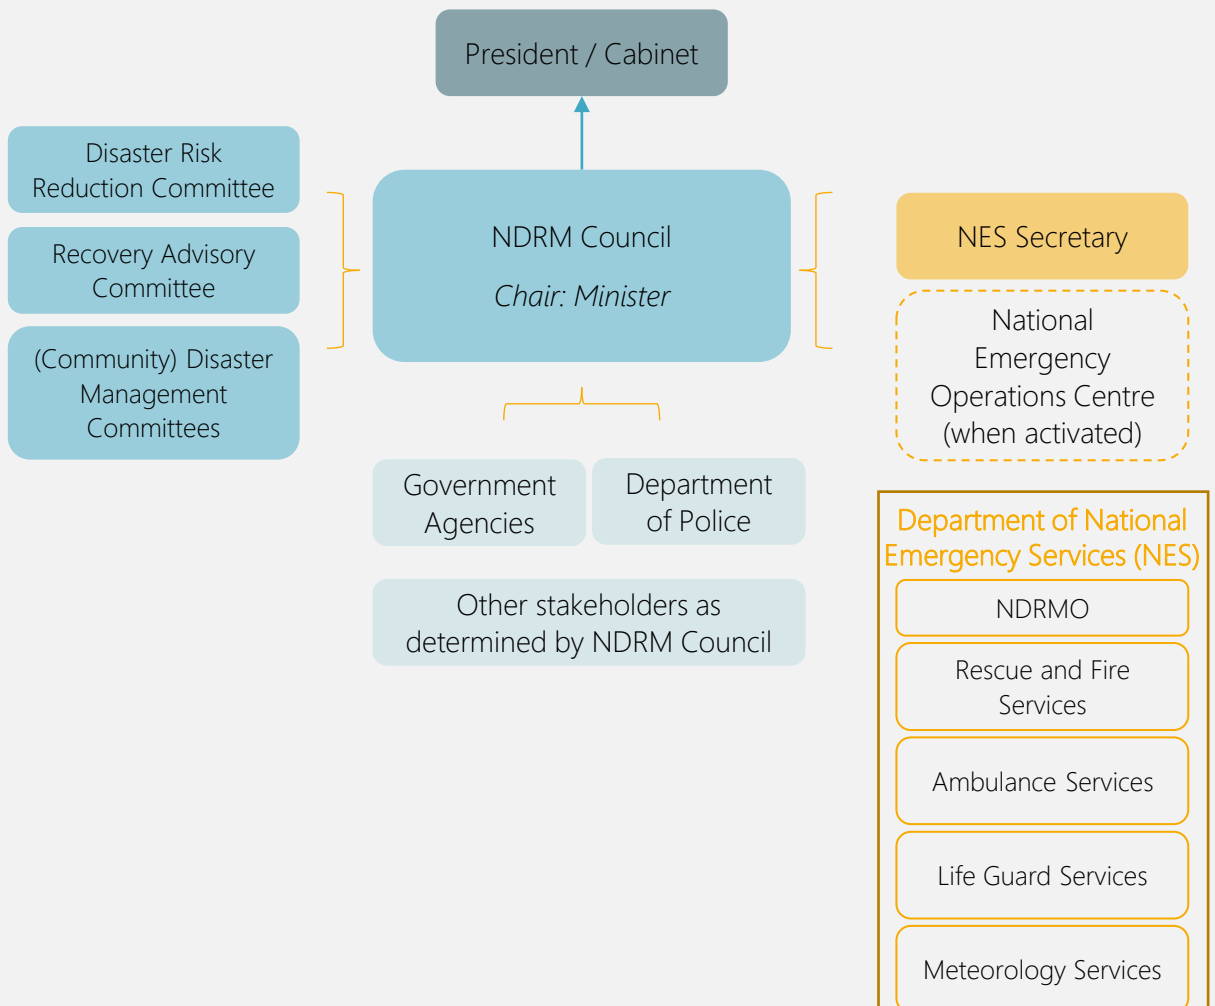 President / Cabinet
Disaster Risk
Reduction Committee
Recovery Advisory
Committee
(Community) Disaster
Management
Committees
NDRM Council
Chair: Minister
NES Secretary
National
Emergency
Operations Centre
(when activated)
Government
Agencies
Department
of Police
Other stakeholders as
determined by NDRM Council
Department of National
Emergency Services (NES)
NDRMO
Rescue and Fire
Services
Ambulance Services
Life Guard Services
Meteorology Services